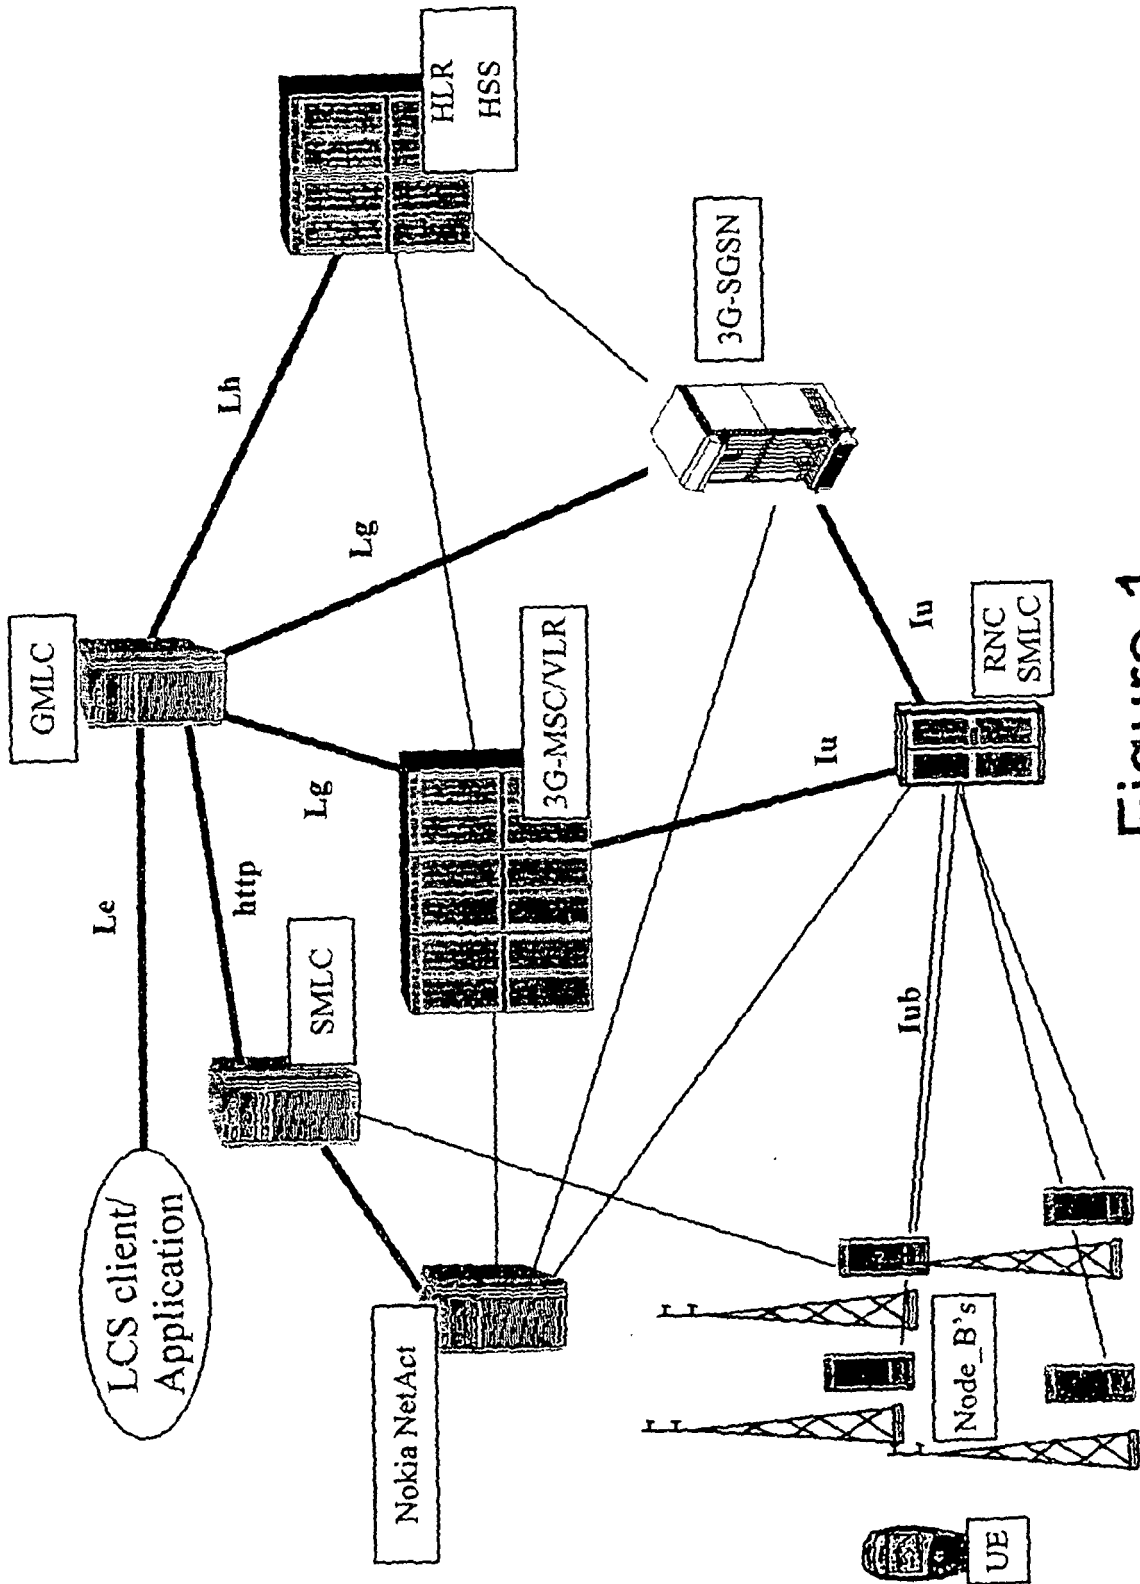 LCS client/
Application
Le
GMLC
Lh
HLR
HSS
http
SMLC
Lg
Lg
Nokia NetAct
3G-MSC/VLR
3G-SGSN
Iu
Iu
RNC
SMLC
Iub
Node_B's
UE
Figure 1